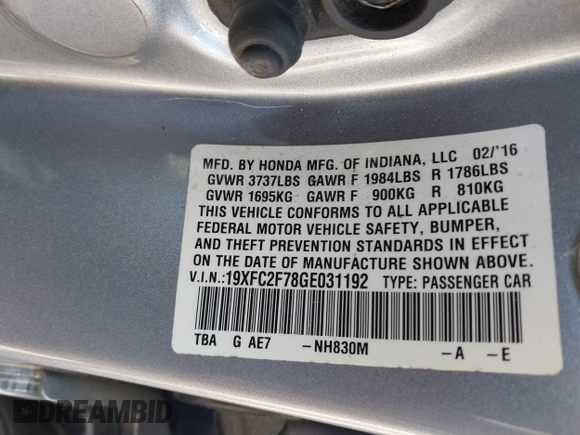 MFD. BY HONDA MFG. OF INDIANA, LLC 02/'16
GVWR 3737LBS GAWR F 1984LBS R 1786LBS
GVWR 1695KG GAWR F 900KG R 810KG
THIS VEHICLE CONFORMS TO ALL APPLICABLE
FEDERAL MOTOR VEHICLE SAFETY, BUMPER,
AND THEFT PREVENTION STANDARDS IN EFFECT
ON THE DATE OF MANUFACTURE SHOWN ABOVE.
V.I.N.:19XFC2F78GE031192 TYPE: PASSENGER CAR
TBA G AE7 -NH830M -A -E
DREAMBID